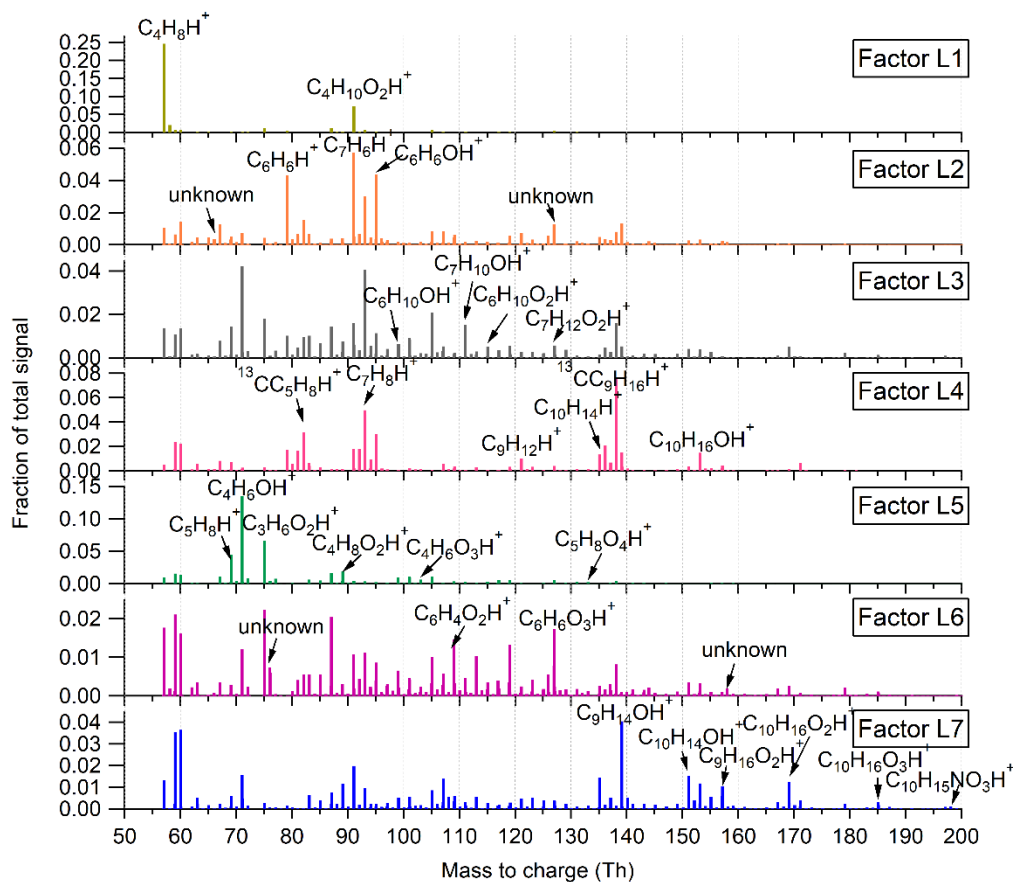 Fraction of total signal
C₄H₈H⁺
C₄H₁₀O₂H⁺
Factor L1
0.25
0.20
0.15
0.10
0.05
0.00
C₆H₆H⁺
C₇H₆H⁺
C₆H₆OH⁺
unknown
unknown
Factor L2
0.06
0.04
0.02
0.00
C₇H₁₀OH⁺
C₆H₁₀OH⁺
C₆H₁₀O₂H⁺
C₇H₁₂O₂H⁺
Factor L3
0.04
0.02
0.00
¹³CC₅H₈H⁺
C₇H₈H⁺
¹³CC₉H₁₆H⁺
C₁₀H₁₄H⁺
C₉H₁₂H⁺
C₁₀H₁₆OH⁺
Factor L4
0.08
0.06
0.04
0.02
0.00
C₄H₆OH⁺
C₅H₈H⁺
C₃H₆O₂H⁺
C₄H₈O₂H⁺
C₄H₆O₃H⁺
C₅H₈O₄H⁺
Factor L5
0.15
0.10
0.05
0.00
unknown
C₆H₄O₂H⁺
C₆H₆O₃H⁺
unknown
Factor L6
0.02
0.01
0.00
C₉H₁₄OH⁺
C₁₀H₁₄OH⁺
C₁₀H₁₆O₂H⁺
C₉H₁₆O₂H⁺
C₁₀H₁₆O₃H⁺
C₁₀H₁₅NO₃H⁺
Factor L7
0.04
0.03
0.02
0.01
0.00
50 60 70 80 90 100 110 120 130 140 150 160 170 180 190 200
Mass to charge (Th)